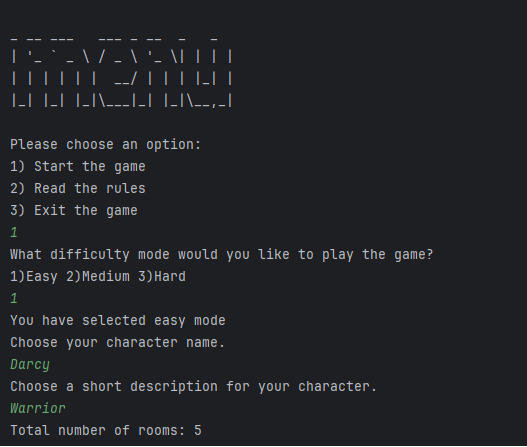 _ __ ___   ___ _ __  _   _
| '_ ` _ \ / _ \ '_ \| | | |
| | | | | |  __/ | | | |_| |
|_| |_| |_|\___|_| |_|\__,_|
Please choose an option:
1) Start the game
2) Read the rules
3) Exit the game
1
What difficulty mode would you like to play the game?
1)Easy 2)Medium 3)Hard
1
You have selected easy mode
Choose your character name.
Darcy
Choose a short description for your character.
Warrior
Total number of rooms: 5